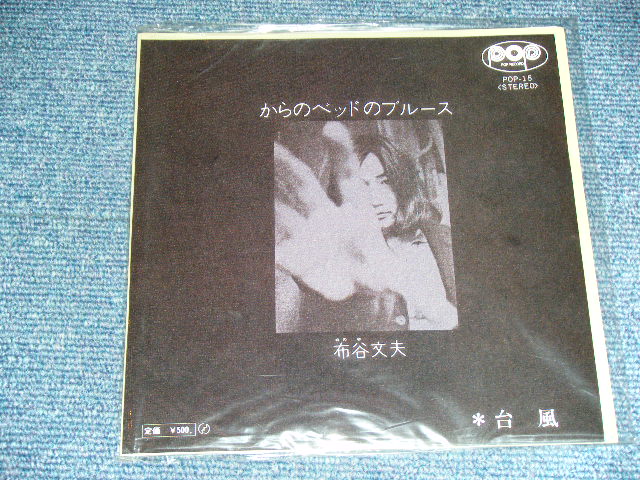 pop
POP RECORD
POP-15
<STEREO>
からのベッドのブルース
布谷文夫
*台風
定価 ¥500.